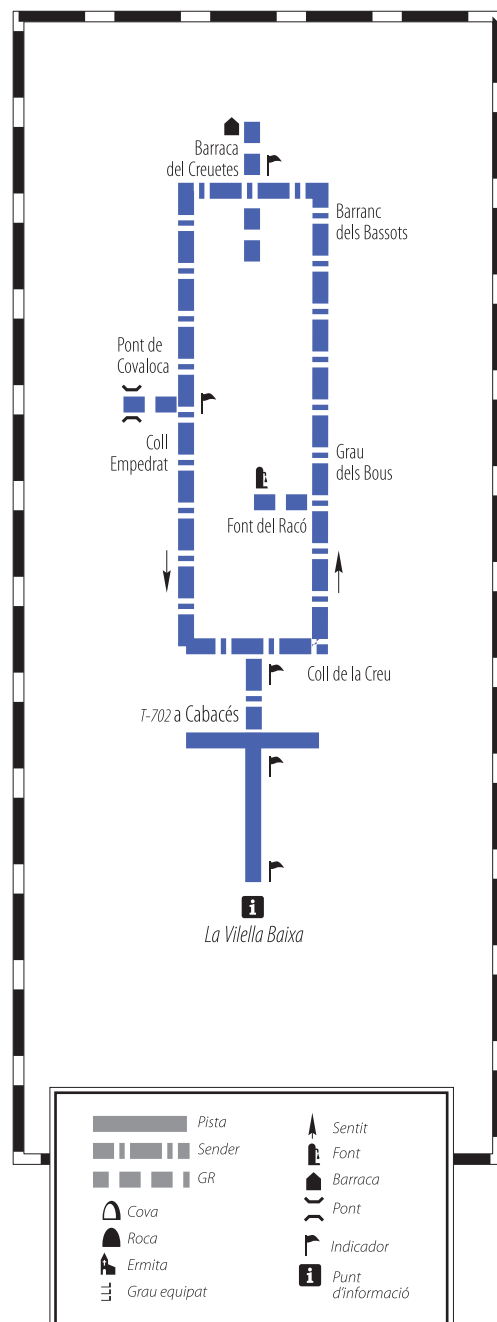 Barraca
del Creuetes
Barranc
dels Bassots
Pont de
Covaloca
Coll
Empedrat
Grau
dels Bous
Font del Racó
Coll de la Creu
T-702 a Cabacés
i
La Vilella Baixa
Pista
Sender
GR
Cova
Roca
Ermita
Grau equipat
Sentit
Font
Barraca
Pont
Indicador
i
Punt
d'informació